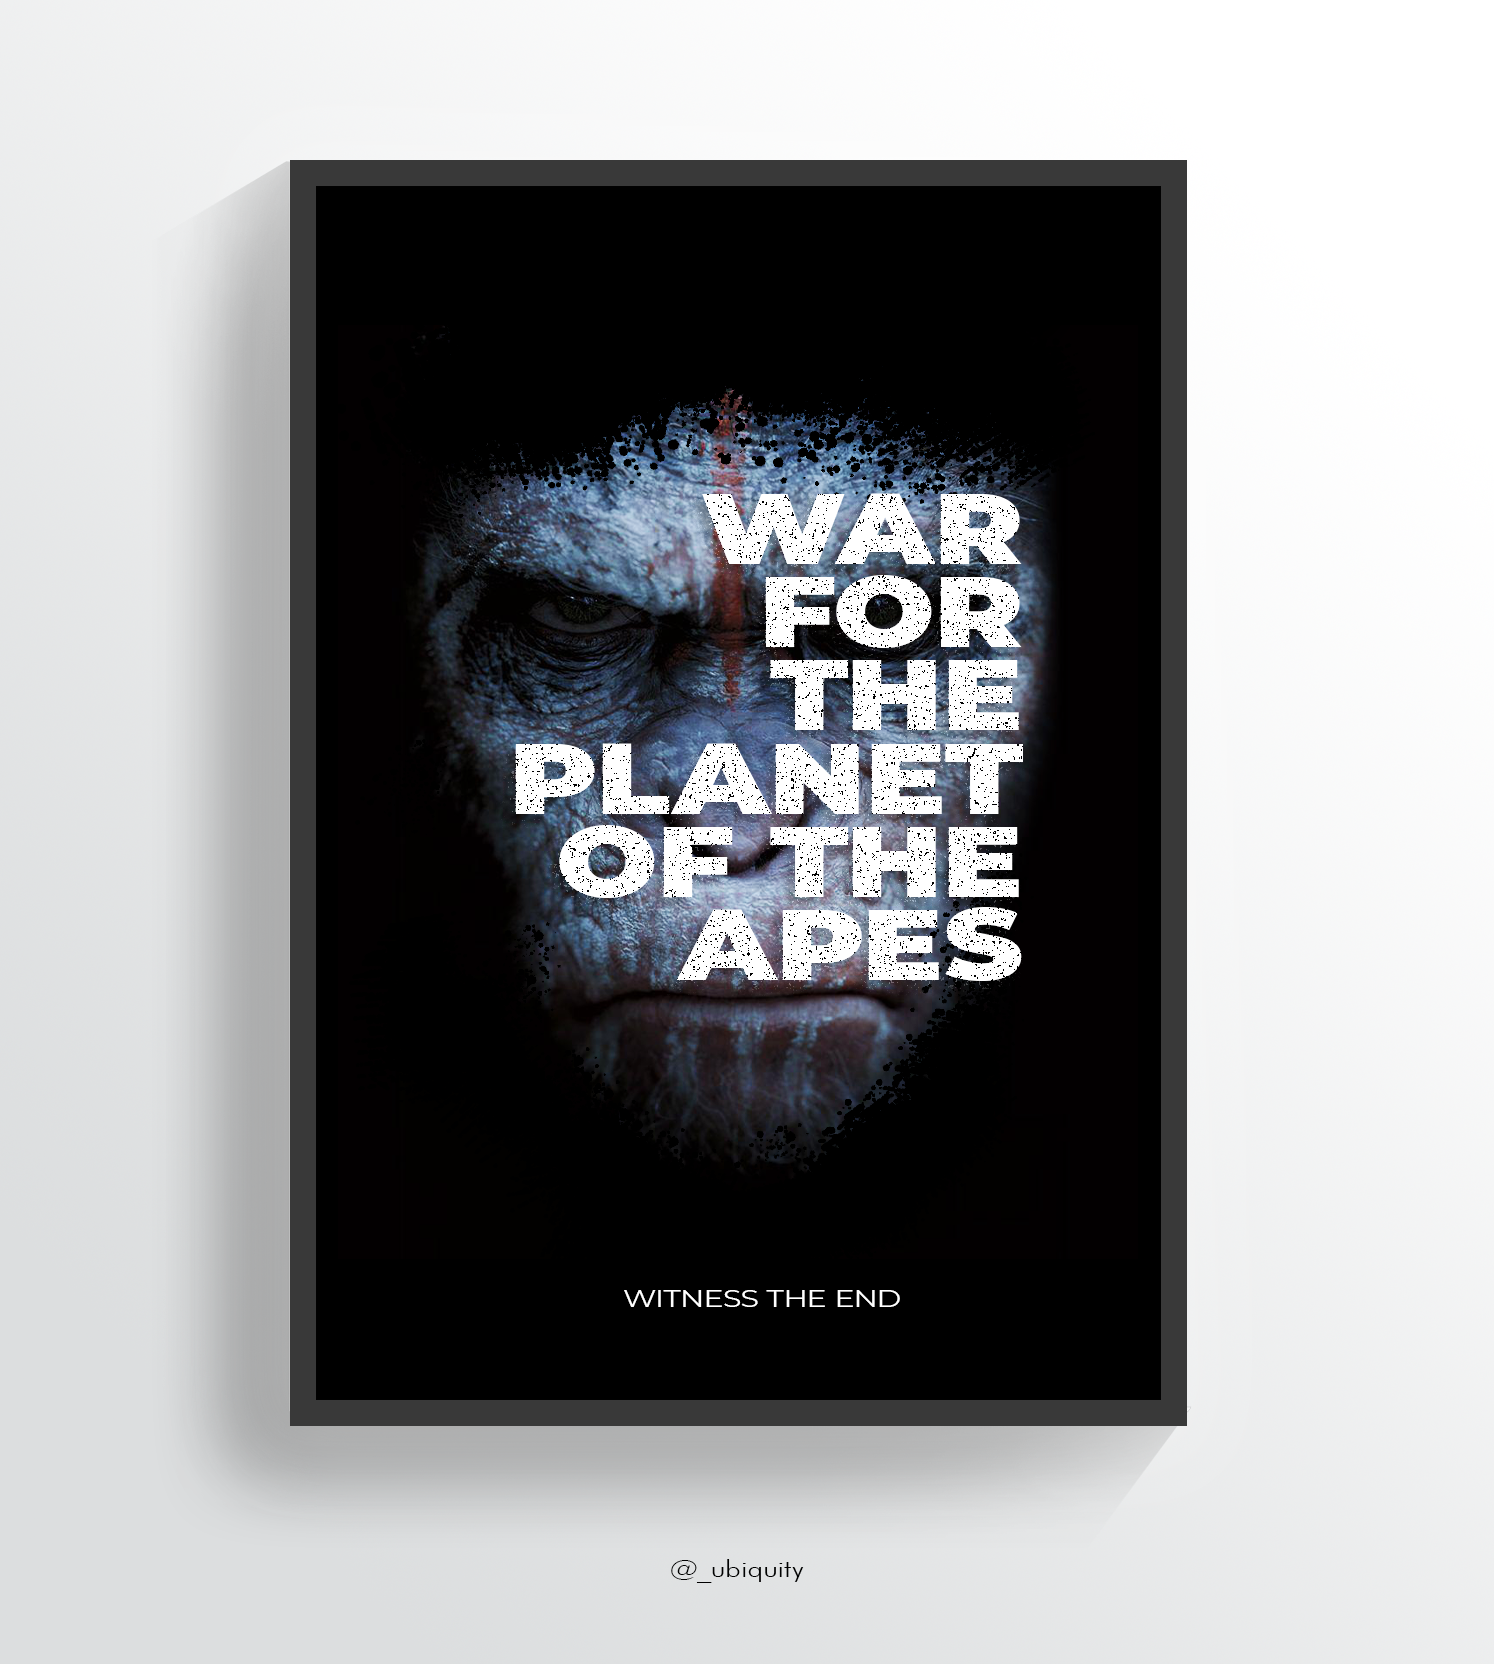 WAR
FOR
THE
PLANET
OF THE
APES
WITNESS THE END
@_ubiquity